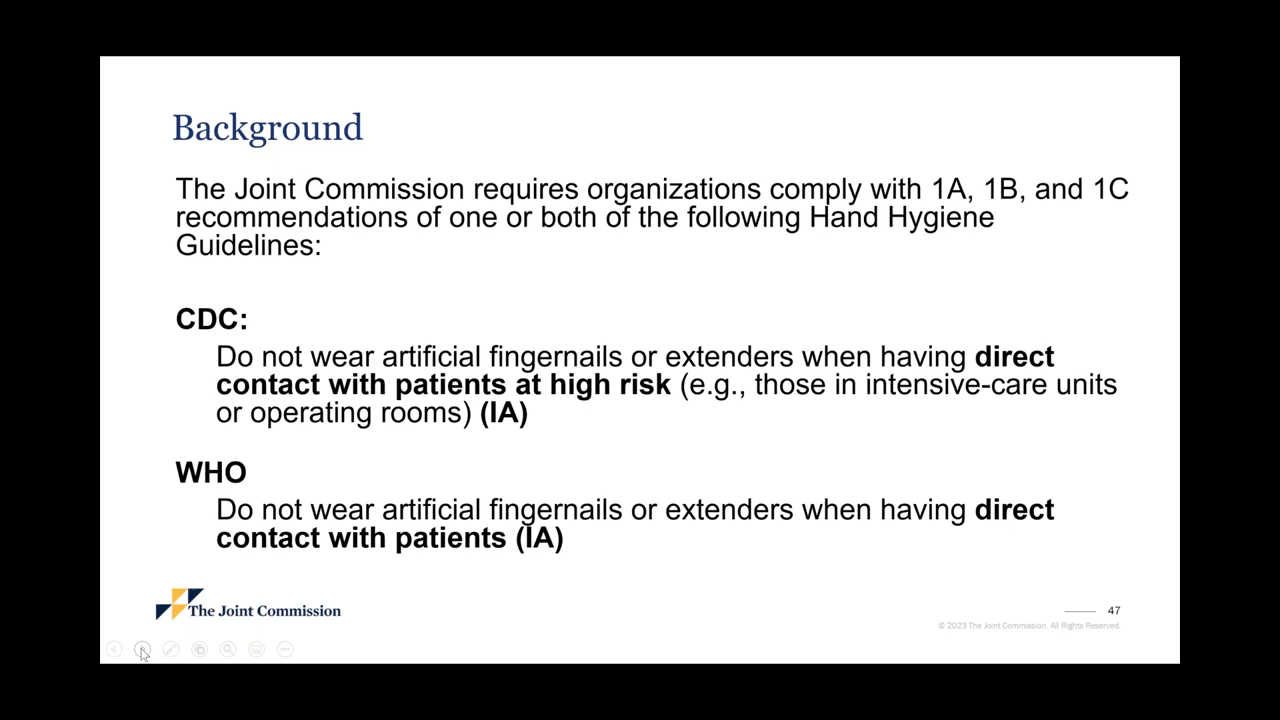 Background
The Joint Commission requires organizations comply with 1A, 1B, and 1C
recommendations of one or both of the following Hand Hygiene
Guidelines:
CDC:
Do not wear artificial fingernails or extenders when having direct
contact with patients at high risk (e.g., those in intensive-care units
or operating rooms) (IA)
WHO
Do not wear artificial fingernails or extenders when having direct
contact with patients (IA)
The Joint Commission
47
© 2023 The Joint Commission. All Rights Reserved.